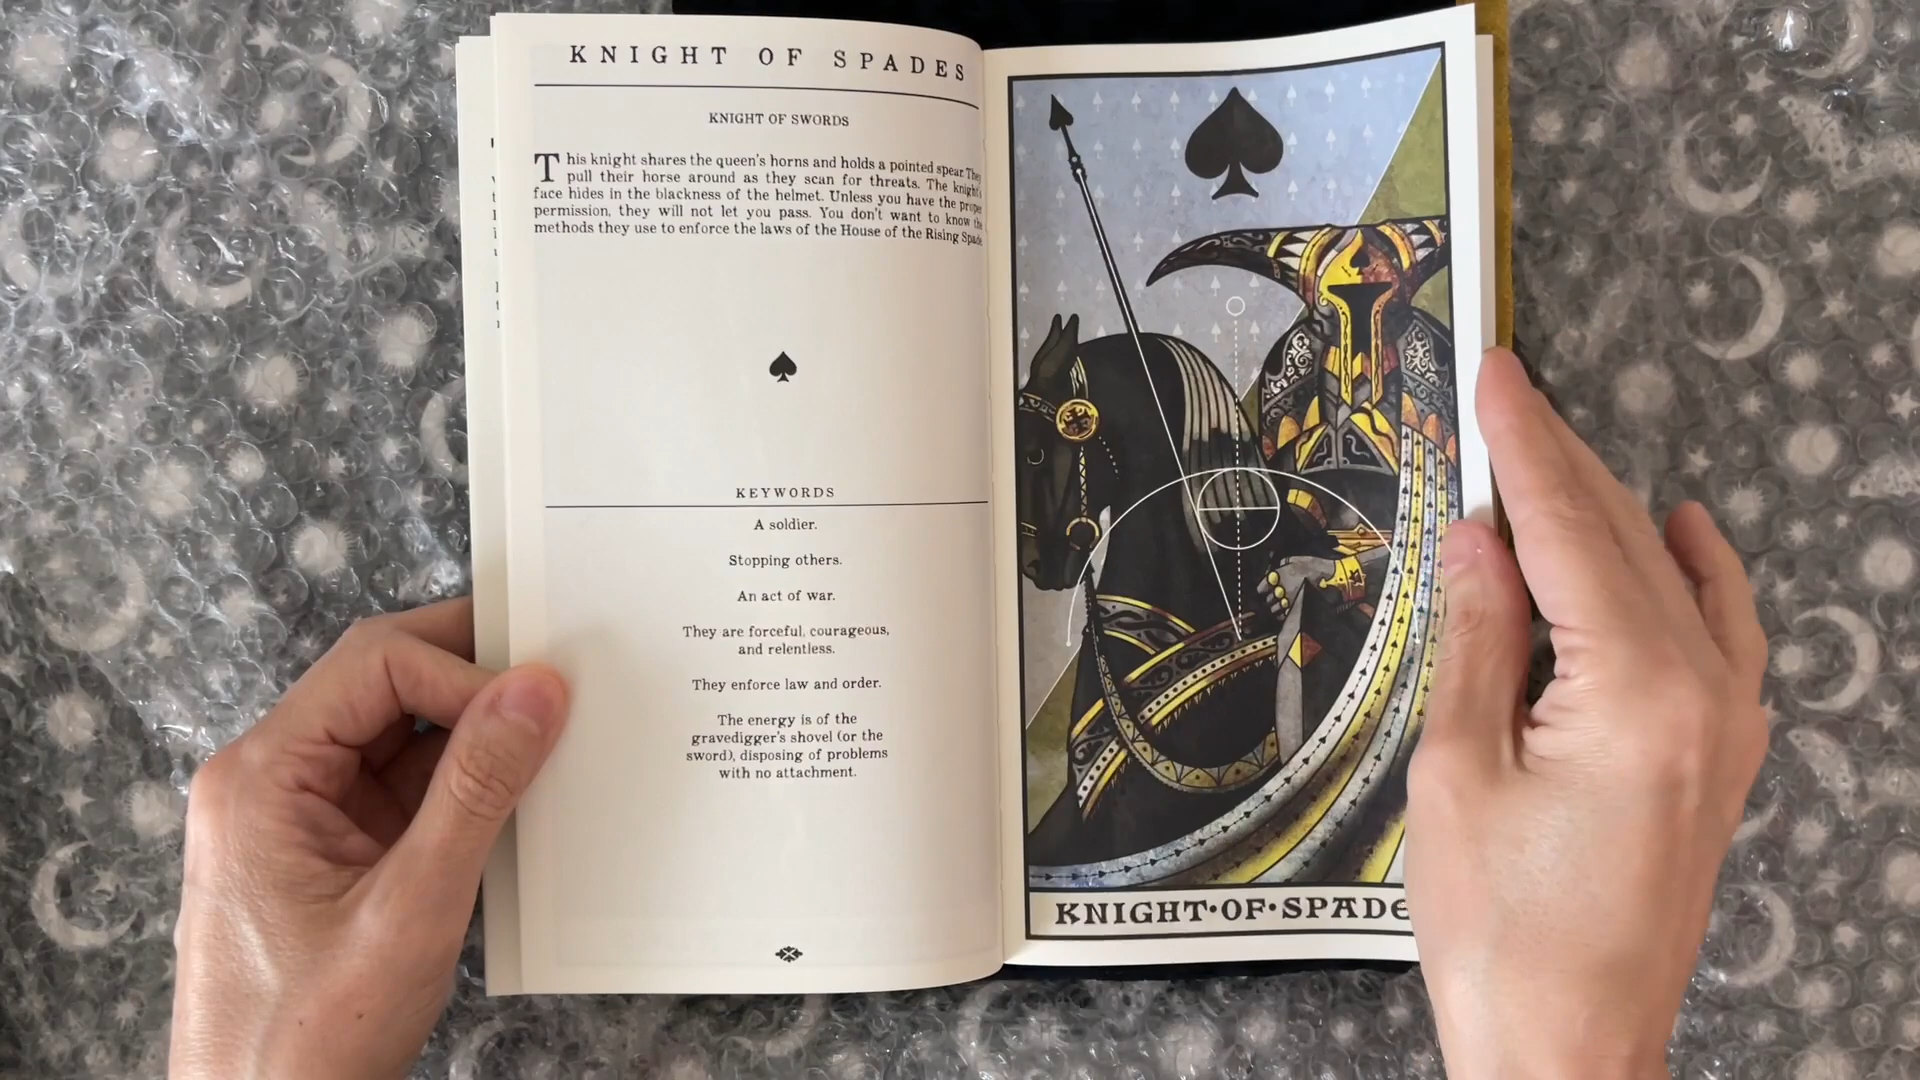 KNIGHT OF SPADES
KNIGHT OF SWORDS
This knight shares the queen's horns and holds a pointed spear. They
pull their horse around as they scan for threats. The knight's
face hides in the blackness of the helmet. Unless you have the proper
permission, they will not let you pass. You don't want to know the
methods they use to enforce the laws of the House of the Rising Spade
KEYWORDS
A soldier.
Stopping others.
An act of war.
They are forceful, courageous,
and relentless.
They enforce law and order.
The energy is of the
gravedigger's shovel (or the
sword), disposing of problems
with no attachment.
KNIGHT·OF·SPADE